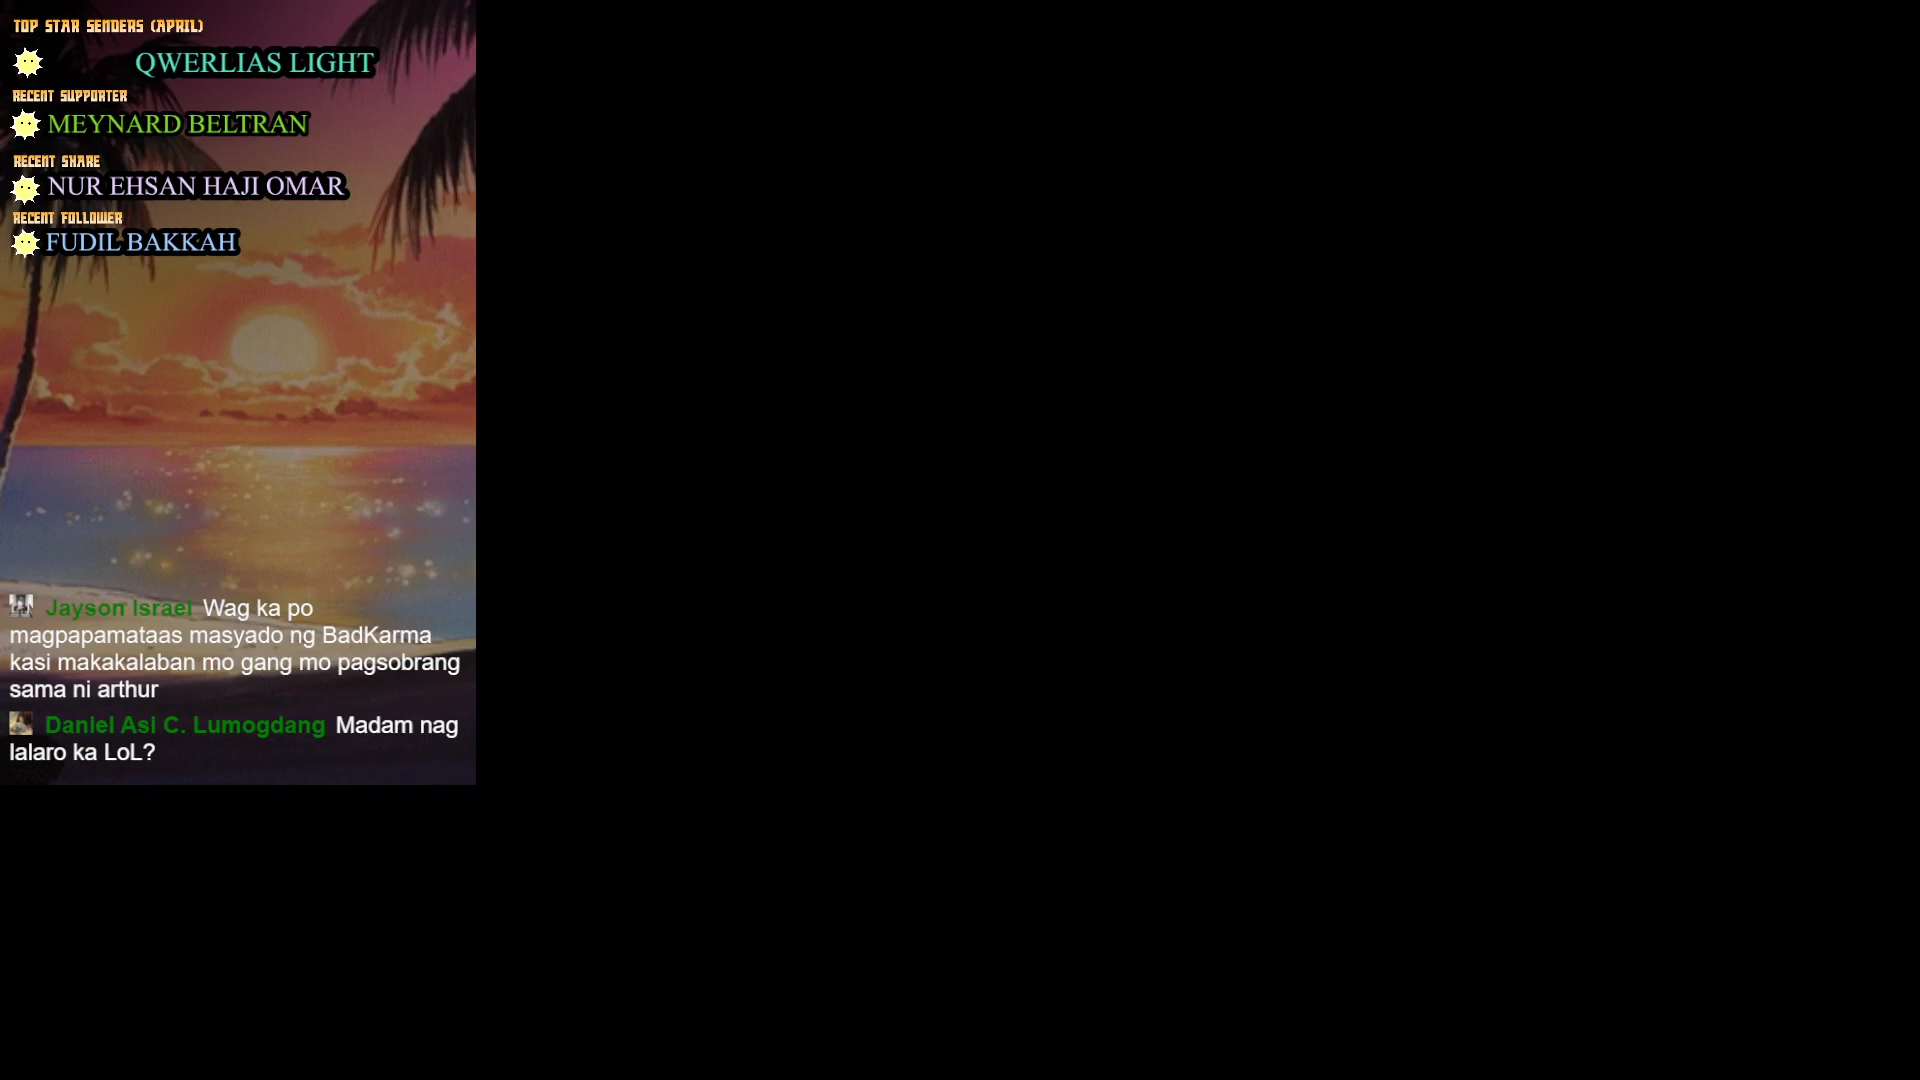 TOP STAR SENDERS (APRIL)
QWERLIAS LIGHT
RECENT SUPPORTER
MEYNARD BELTRAN
RECENT SHARE
NUR EHSAN HAJI OMAR
RECENT FOLLOWER
FUDIL BAKKAH
Jayson Israel Wag ka po
magpapamataas masyado ng BadKarma
kasi makakalaban mo gang mo pagsobrang
sama ni arthur
Daniel Asi C. Lumogdang Madam nag
lalaro ka LoL?